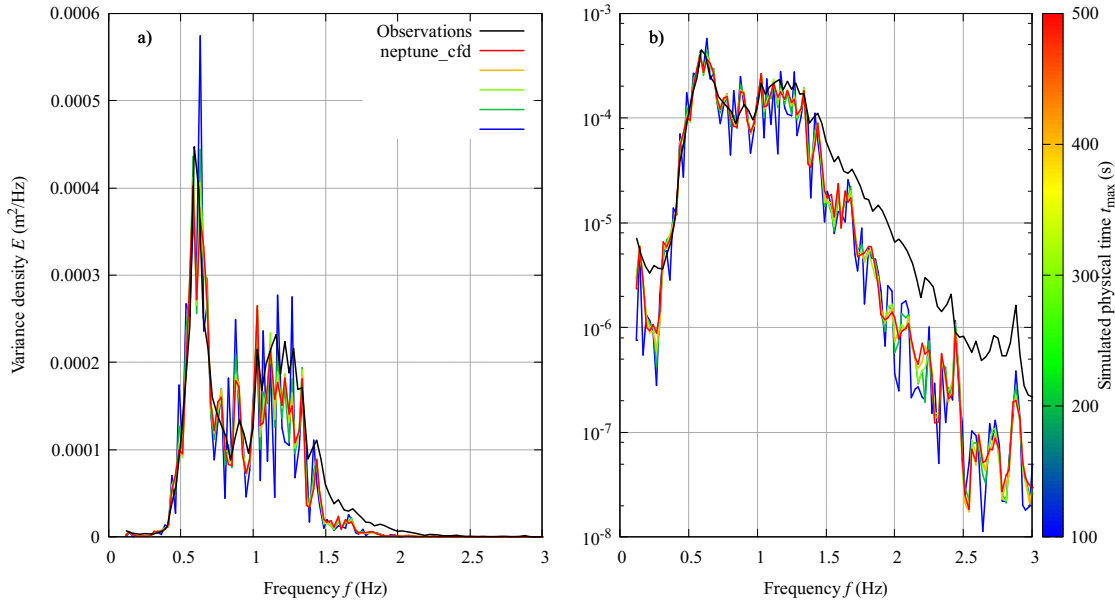 a)
Observations
neptune_cfd
0.0006
0.0005
0.0004
0.0003
0.0002
0.0001
0
Variance density E (m²/Hz)
0 0.5 1 1.5 2 2.5 3
Frequency f (Hz)
b)
10⁻³
10⁻⁴
10⁻⁵
10⁻⁶
10⁻⁷
10⁻⁸
0 0.5 1 1.5 2 2.5 3
Frequency f (Hz)
500
400
300
200
100
Simulated physical time tmax (s)